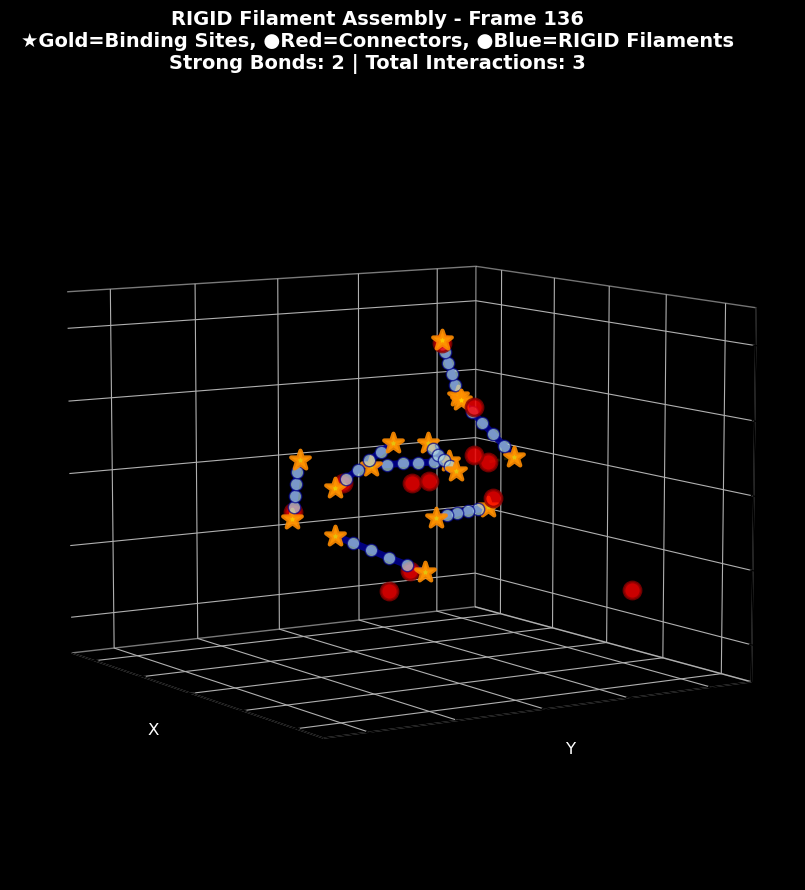 RIGID Filament Assembly - Frame 136
★Gold=Binding Sites, ●Red=Connectors, ●Blue=RIGID Filaments
Strong Bonds: 2 | Total Interactions: 3
X
Y